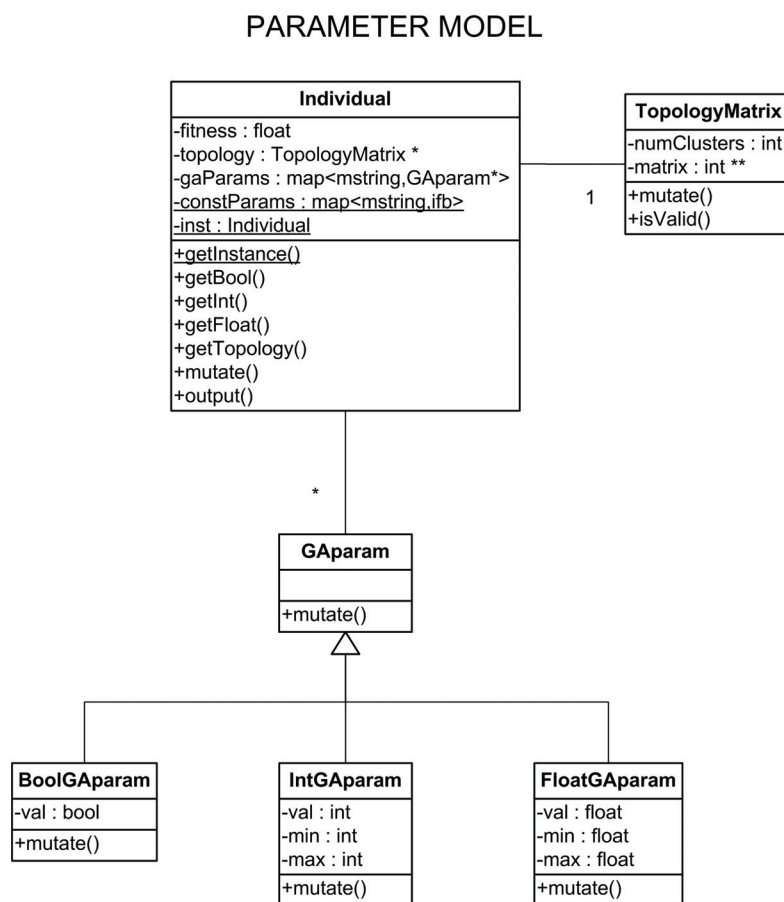 PARAMETER MODEL
Individual
-fitness : float
-topology : TopologyMatrix *
-gaParams : map<mstring,GAparam*>
-constParams : map<mstring,ifb>
-inst : Individual
+getInstance()
+getBool()
+getInt()
+getFloat()
+getTopology()
+mutate()
+output()
TopologyMatrix
-numClusters : int
-matrix : int **
+mutate()
+isValid()
1
*
GAparam
+mutate()
BoolGAparam
-val : bool
+mutate()
IntGAparam
-val : int
-min : int
-max : int
+mutate()
FloatGAparam
-val : float
-min : float
-max : float
+mutate()